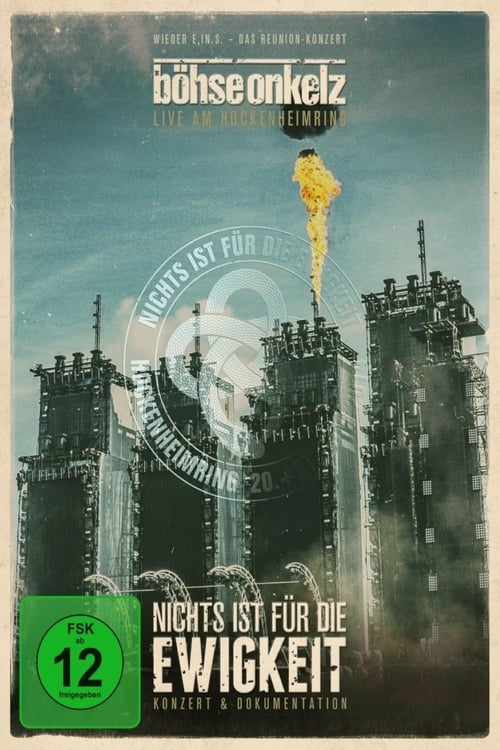 WIEDER E.IN.S. – DAS REUNION-KONZERT
böhse onkelz
LIVE AM HOCKENHEIMRING
NICHTS IST FÜR DIE EWIGKEIT
HOCKENHEIMRING 20.+
NICHTS IST FÜR DIE
EWIGKEIT
KONZERT & DOKUMENTATION
FSK
ab
12
freigegeben